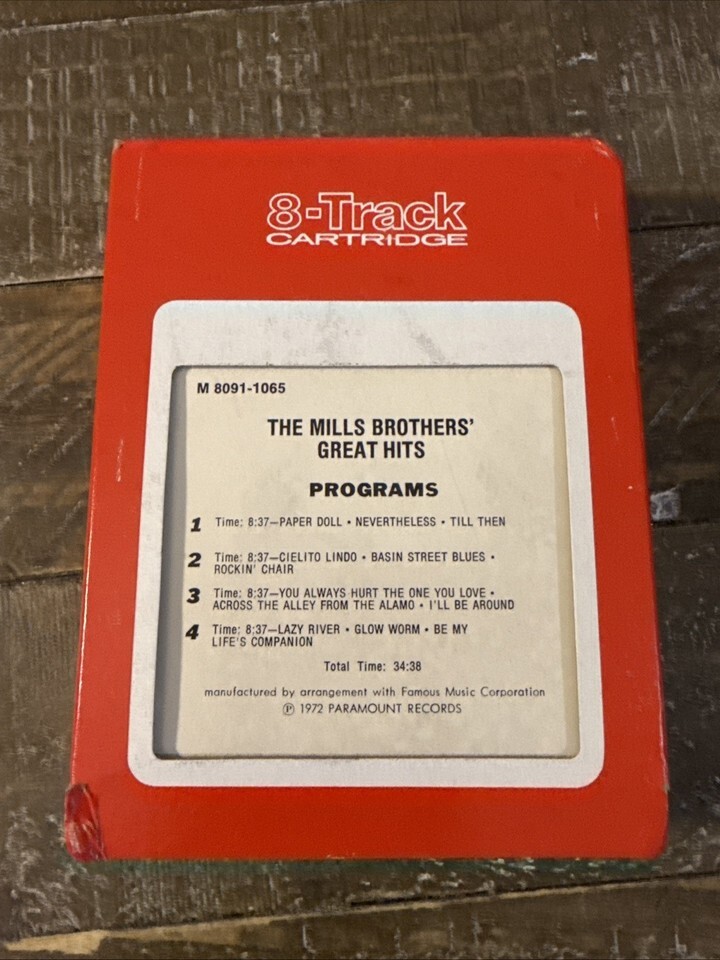 8-Track
CARTRIDGE
M 8091-1065
THE MILLS BROTHERS'
GREAT HITS
PROGRAMS
1 Time: 8:37—PAPER DOLL • NEVERTHELESS • TILL THEN
2 Time: 8:37—CIELITO LINDO • BASIN STREET BLUES •
ROCKIN' CHAIR
3 Time: 8:37—YOU ALWAYS HURT THE ONE YOU LOVE •
ACROSS THE ALLEY FROM THE ALAMO • I'LL BE AROUND
4 Time: 8:37—LAZY RIVER • GLOW WORM • BE MY
LIFE'S COMPANION
Total Time: 34:38
manufactured by arrangement with Famous Music Corporation
℗ 1972 PARAMOUNT RECORDS